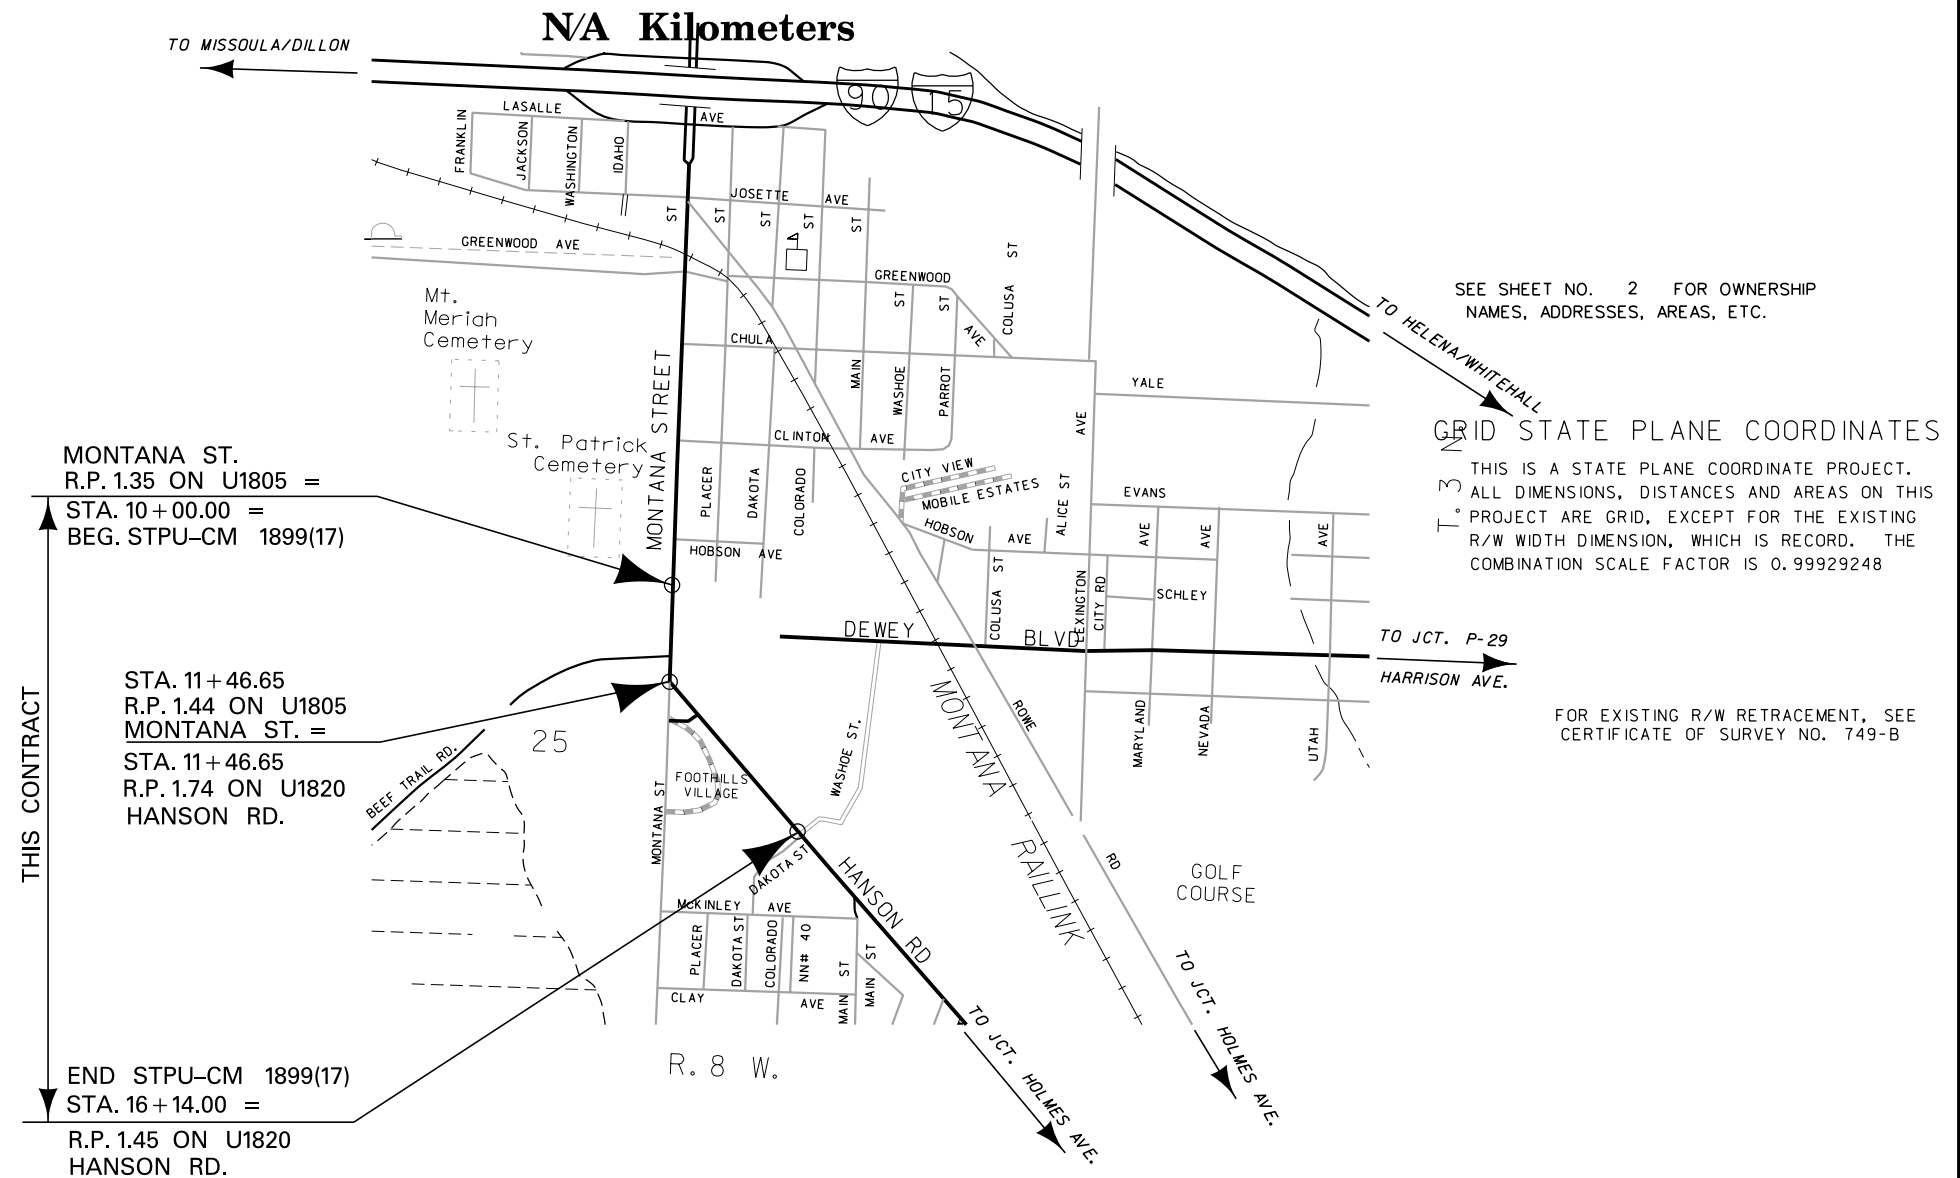 N/A Kilometers
TO MISSOULA/DILLON
90
15
LASALLE
AVE
FRANKLIN
JACKSON
WASHINGTON
IDAHO
JOSETTE AVE
ST
ST
ST
ST
ST
GREENWOOD AVE
GREENWOOD
AVE
ST
ST
COLUSA ST
Mt.
Meriah
Cemetery
CHULA
MAIN
WASHOE
PARROT
MONTANA STREET
St. Patrick
Cemetery
CLINTON AVE
PLACER
DAKOTA
COLORADO
HOBSON AVE
CITY VIEW
MOBILE ESTATES
HOBSON AVE
ALICE ST
AVE
YALE
EVANS
AVE
AVE
AVE
COLUSA ST
LEXINGTON
CITY RD
SCHLEY
DEWEY BLVD
TO HELENA/WHITEHALL
SEE SHEET NO. 2 FOR OWNERSHIP
NAMES, ADDRESSES, AREAS, ETC.
GRID STATE PLANE COORDINATES
T. 3 N.
THIS IS A STATE PLANE COORDINATE PROJECT.
ALL DIMENSIONS, DISTANCES AND AREAS ON THIS
PROJECT ARE GRID, EXCEPT FOR THE EXISTING
R/W WIDTH DIMENSION, WHICH IS RECORD. THE
COMBINATION SCALE FACTOR IS 0.99929248
TO JCT. P-29
HARRISON AVE.
FOR EXISTING R/W RETRACEMENT, SEE
CERTIFICATE OF SURVEY NO. 749-B
MONTANA ST.
R.P. 1.35 ON U1805 =
STA. 10+00.00 =
BEG. STPU–CM 1899(17)
THIS CONTRACT
STA. 11+46.65
R.P. 1.44 ON U1805
MONTANA ST. =
STA. 11+46.65
R.P. 1.74 ON U1820
HANSON RD.
25
BEEF TRAIL RD.
FOOTHILLS
VILLAGE
MONTANA ST
WASHOE ST.
MONTANA RAILLINK
ROWE
RD
MARYLAND
NEVADA
UTAH
GOLF
COURSE
DAKOTA ST
HANSON RD
MCKINLEY AVE
PLACER
DAKOTA ST
COLORADO
NN# 40
MAIN ST
MAIN ST
CLAY AVE
R. 8 W.
TO JCT. HOLMES AVE.
TO JCT. HOLMES AVE.
END STPU–CM 1899(17)
STA. 16+14.00 =
R.P. 1.45 ON U1820
HANSON RD.